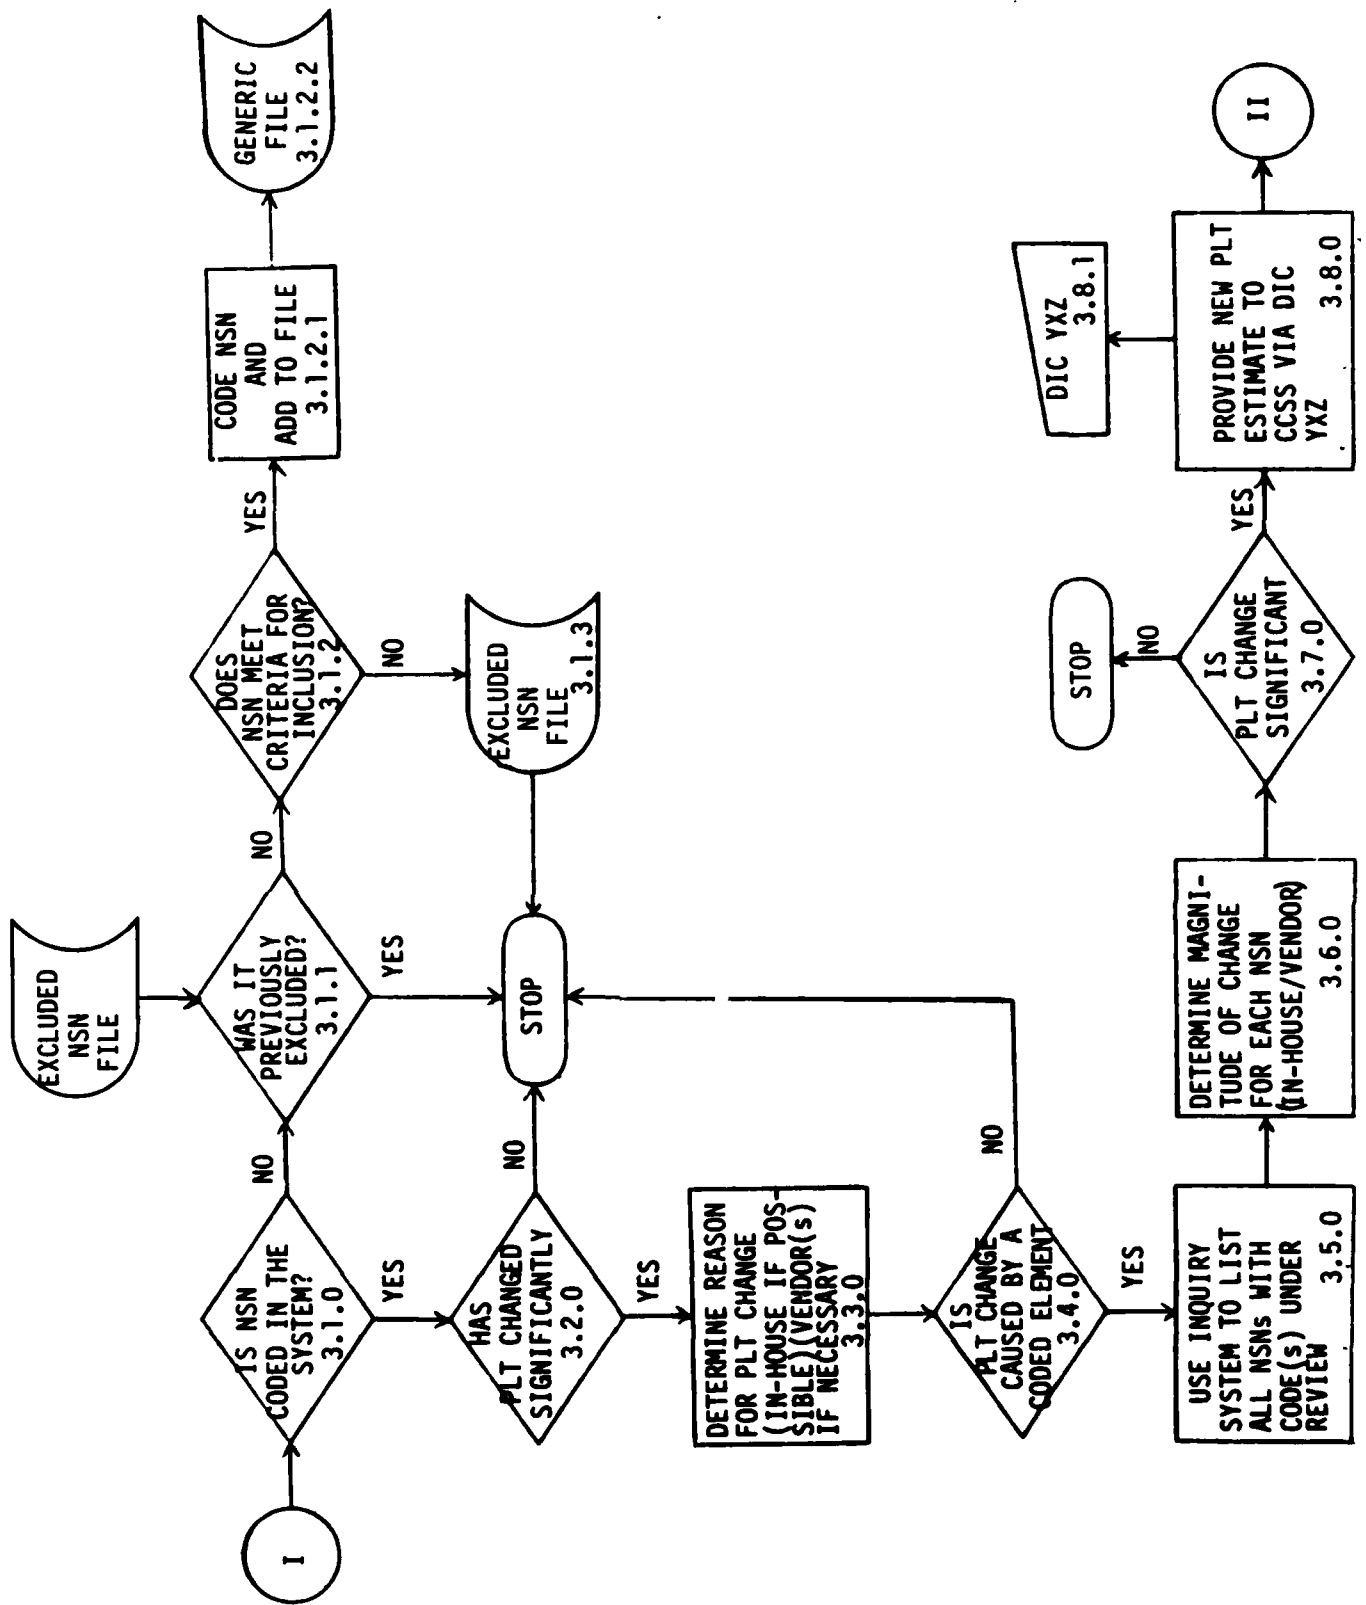 EXCLUDED
NSN
FILE
I
IS NSN
CODED IN THE
SYSTEM?
3.1.0
NO
YES
WAS IT
PREVIOUSLY
EXCLUDED?
3.1.1
NO
YES
DOES
NSN MEET
CRITERIA FOR
INCLUSION?
3.1.2
YES
NO
CODE NSN
AND
ADD TO FILE
3.1.2.1
GENERIC
FILE
3.1.2.2
HAS
PLT CHANGED
SIGNIFICANTLY
3.2.0
NO
YES
STOP
EXCLUDED
NSN
FILE
3.1.3
DETERMINE REASON
FOR PLT CHANGE
(IN-HOUSE IF POS-
SIBLE)(VENDOR(s)
IF NECESSARY
3.3.0
IS
PLT CHANGE
CAUSED BY A
CODED ELEMENT
3.4.0
NO
YES
USE INQUIRY
SYSTEM TO LIST
ALL NSNs WITH
CODE(s) UNDER
REVIEW
3.5.0
DETERMINE MAGNI-
TUDE OF CHANGE
FOR EACH NSN
(IN-HOUSE/VENDOR)
3.6.0
IS
PLT CHANGE
SIGNIFICANT
3.7.0
NO
YES
STOP
DIC YXZ
3.8.1
PROVIDE NEW PLT
ESTIMATE TO
CCSS VIA DIC
YXZ
3.8.0
II